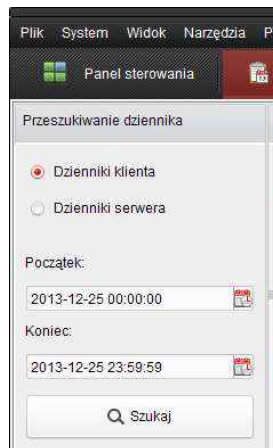 Plik System Widok Narzędzia
Panel sterowania
Przeszukiwanie dziennika
Dzienniki klienta
Dzienniki serwera
Początek:
2013-12-25 00:00:00
Koniec:
2013-12-25 23:59:59
Szukaj